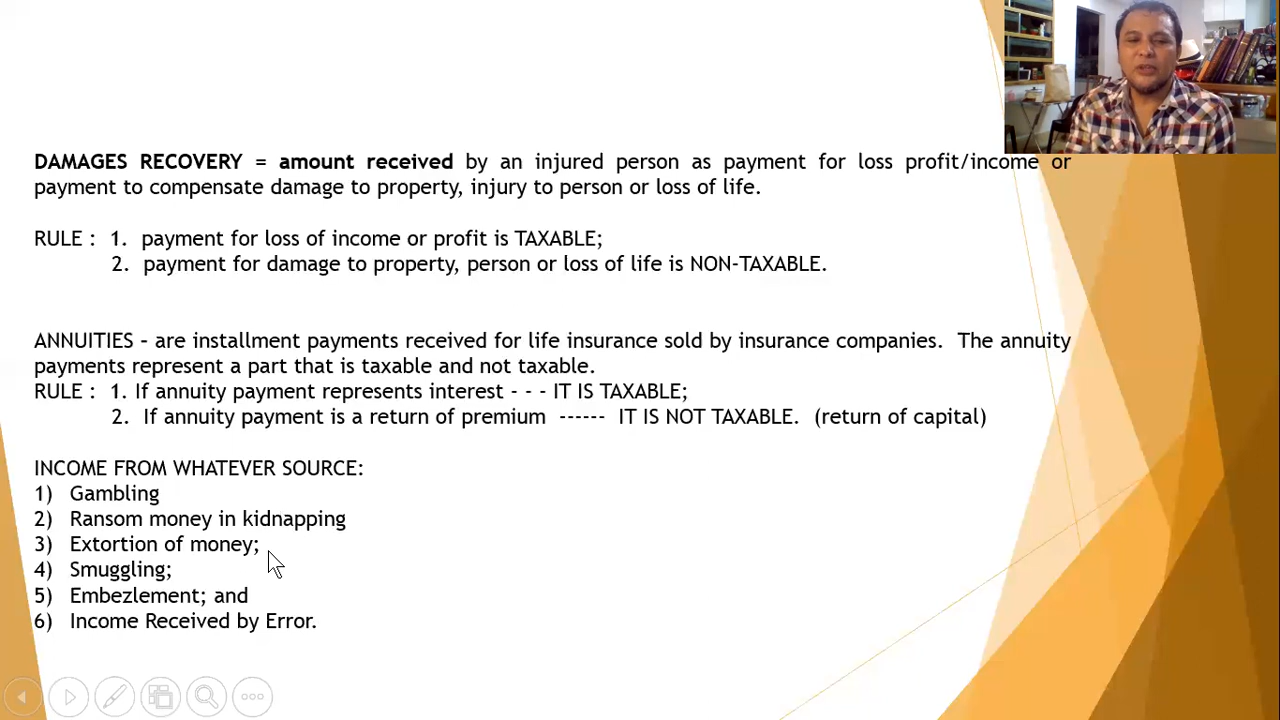 DAMAGES RECOVERY = amount received by an injured person as payment for loss profit/income or
payment to compensate damage to property, injury to person or loss of life.
RULE : 1. payment for loss of income or profit is TAXABLE;
2. payment for damage to property, person or loss of life is NON-TAXABLE.
ANNUITIES – are installment payments received for life insurance sold by insurance companies. The annuity
payments represent a part that is taxable and not taxable.
RULE : 1. If annuity payment represents interest - - - IT IS TAXABLE;
2. If annuity payment is a return of premium ------ IT IS NOT TAXABLE. (return of capital)
INCOME FROM WHATEVER SOURCE:
1) Gambling
2) Ransom money in kidnapping
3) Extortion of money;
4) Smuggling;
5) Embezlement; and
6) Income Received by Error.